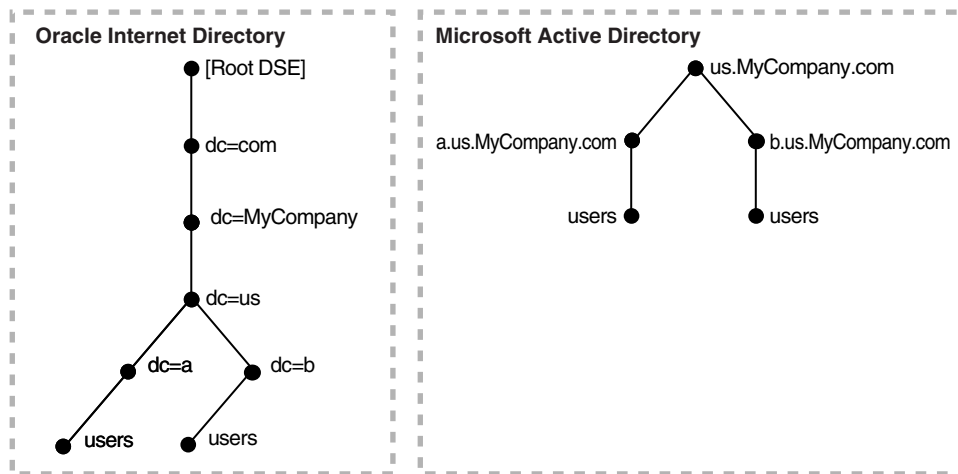 Oracle Internet Directory
[Root DSE]
dc=com
dc=MyCompany
dc=us
dc=a
dc=b
users
users
Microsoft Active Directory
us.MyCompany.com
a.us.MyCompany.com
b.us.MyCompany.com
users
users